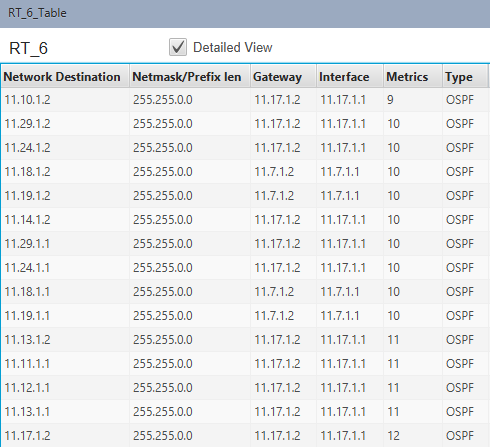 RT_6_Table
RT_6 Detailed View
Network Destination Netmask/Prefix len Gateway Interface Metrics Type
11.10.1.2 255.255.0.0 11.17.1.2 11.17.1.1 9 OSPF
11.29.1.2 255.255.0.0 11.17.1.2 11.17.1.1 10 OSPF
11.24.1.2 255.255.0.0 11.17.1.2 11.17.1.1 10 OSPF
11.18.1.2 255.255.0.0 11.7.1.2 11.7.1.1 10 OSPF
11.19.1.2 255.255.0.0 11.7.1.2 11.7.1.1 10 OSPF
11.14.1.2 255.255.0.0 11.17.1.2 11.17.1.1 10 OSPF
11.29.1.1 255.255.0.0 11.17.1.2 11.17.1.1 10 OSPF
11.24.1.1 255.255.0.0 11.17.1.2 11.17.1.1 10 OSPF
11.18.1.1 255.255.0.0 11.7.1.2 11.7.1.1 10 OSPF
11.19.1.1 255.255.0.0 11.7.1.2 11.7.1.1 10 OSPF
11.13.1.2 255.255.0.0 11.17.1.2 11.17.1.1 11 OSPF
11.11.1.1 255.255.0.0 11.17.1.2 11.17.1.1 11 OSPF
11.12.1.1 255.255.0.0 11.17.1.2 11.17.1.1 11 OSPF
11.13.1.1 255.255.0.0 11.17.1.2 11.17.1.1 11 OSPF
11.17.1.2 255.255.0.0 11.17.1.2 11.17.1.1 12 OSPF